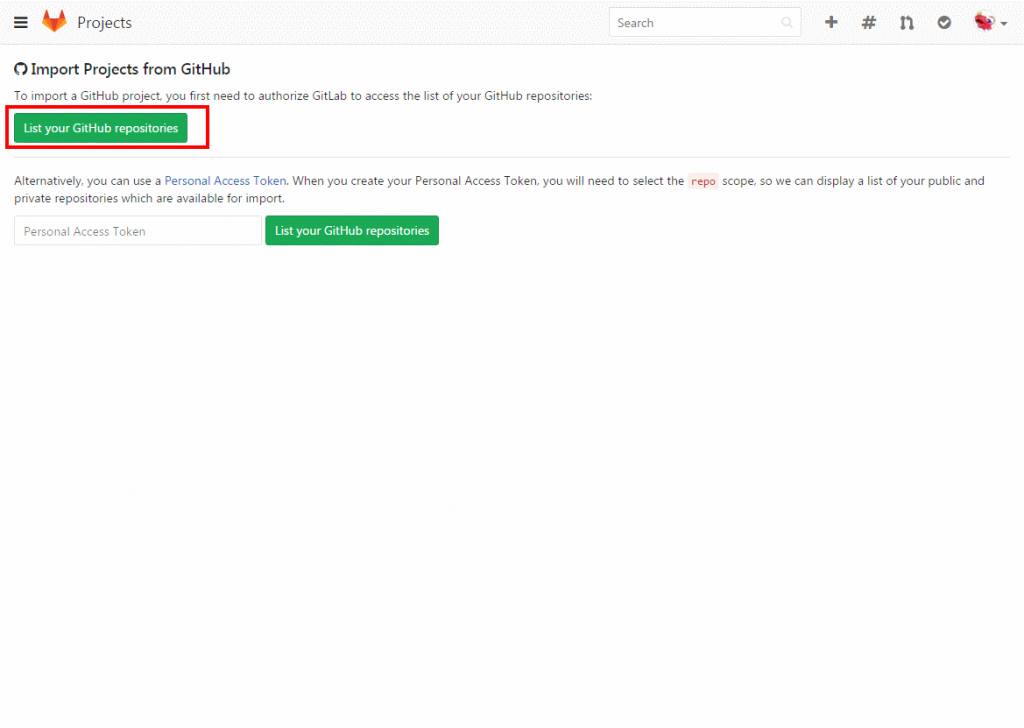 Projects
Search
Import Projects from GitHub
To import a GitHub project, you first need to authorize GitLab to access the list of your GitHub repositories:
List your GitHub repositories
Alternatively, you can use a Personal Access Token. When you create your Personal Access Token, you will need to select the repo scope, so we can display a list of your public and
private repositories which are available for import.
Personal Access Token
List your GitHub repositories